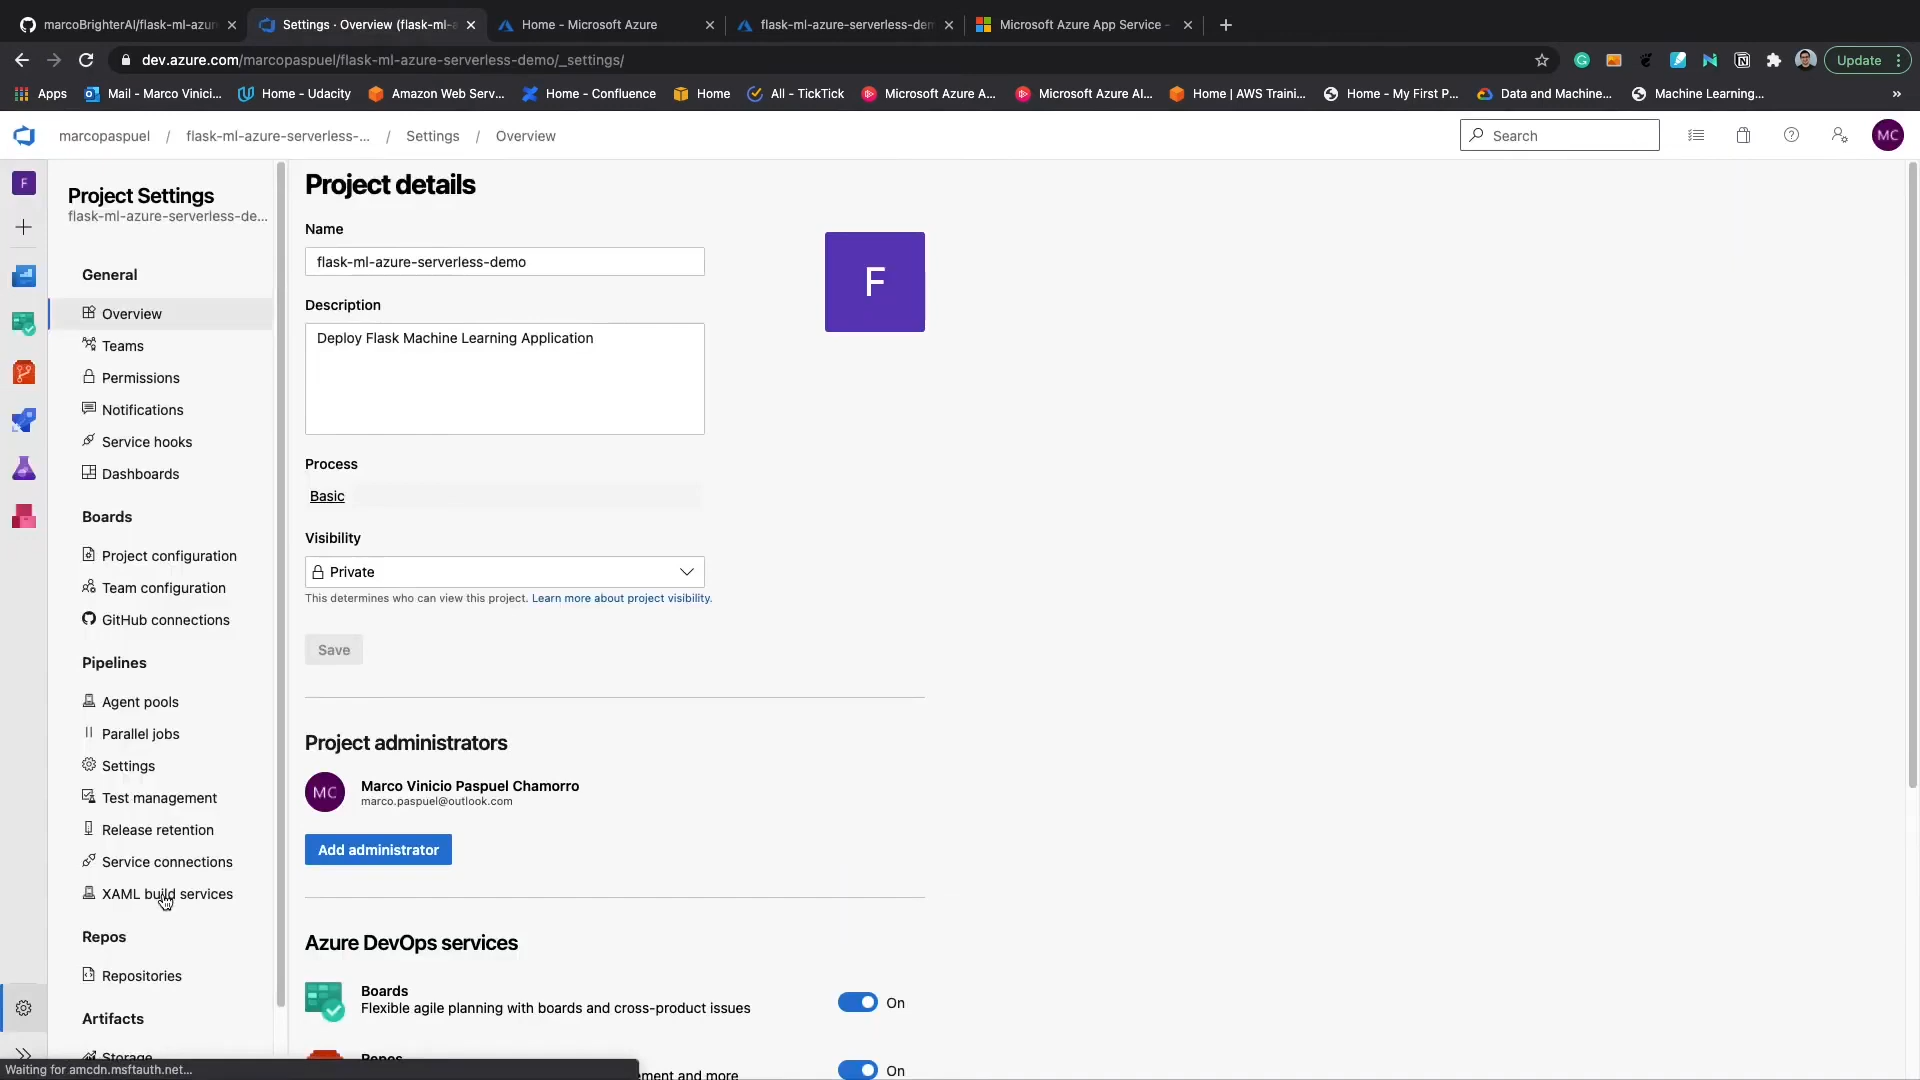 marcoBrighterAI/flask-ml-azur
Settings · Overview (flask-ml-a
Home - Microsoft Azure
flask-ml-azure-serverless-dem
Microsoft Azure App Service -
dev.azure.com/marcopaspuel/flask-ml-azure-serverless-demo/_settings/
Update
Apps
Mail - Marco Vinici...
Home - Udacity
Amazon Web Serv...
Home - Confluence
Home
All - TickTick
Microsoft Azure A...
Microsoft Azure AI...
Home | AWS Traini...
Home - My First P...
Data and Machine...
Machine Learning...
»
marcopaspuel / flask-ml-azure-serverless-... / Settings / Overview
Search
MC
F
Project Settings
flask-ml-azure-serverless-de...
General
Overview
Teams
Permissions
Notifications
Service hooks
Dashboards
Boards
Project configuration
Team configuration
GitHub connections
Pipelines
Agent pools
Parallel jobs
Settings
Test management
Release retention
Service connections
XAML build services
Repos
Repositories
Artifacts
Storage
Project details
Name
flask-ml-azure-serverless-demo
F
Description
Deploy Flask Machine Learning Application
Process
Basic
Visibility
Private
This determines who can view this project. Learn more about project visibility.
Save
Project administrators
MC
Marco Vinicio Paspuel Chamorro
marco.paspuel@outlook.com
Add administrator
Azure DevOps services
Boards
Flexible agile planning with boards and cross-product issues
On
Repos
ement and more
On
Waiting for amcdn.msftauth.net...